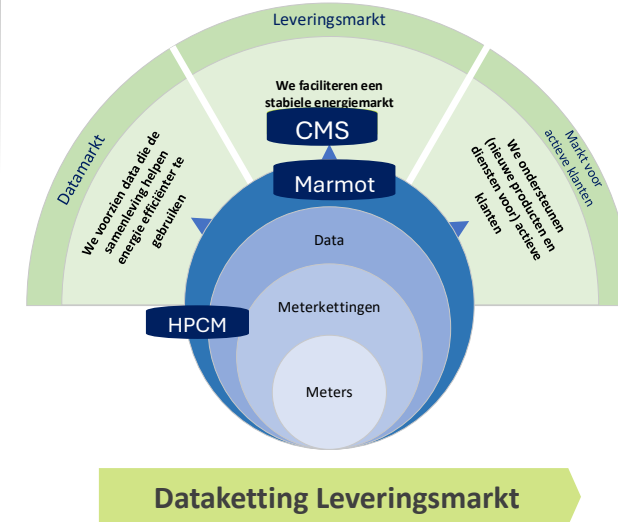 Leveringsmarkt
We faciliteren een
stabiele energiemarkt
CMS
Marmot
Datamarkt
We voorzien data die de
samenleving helpen
energie efficiënter te
gebruiken
Markt voor
actieve klanten
We ondersteunen
(nieuwe producten en
diensten voor) actieve
klanten
Data
Meterkettingen
HPCM
Meters
Dataketting Leveringsmarkt